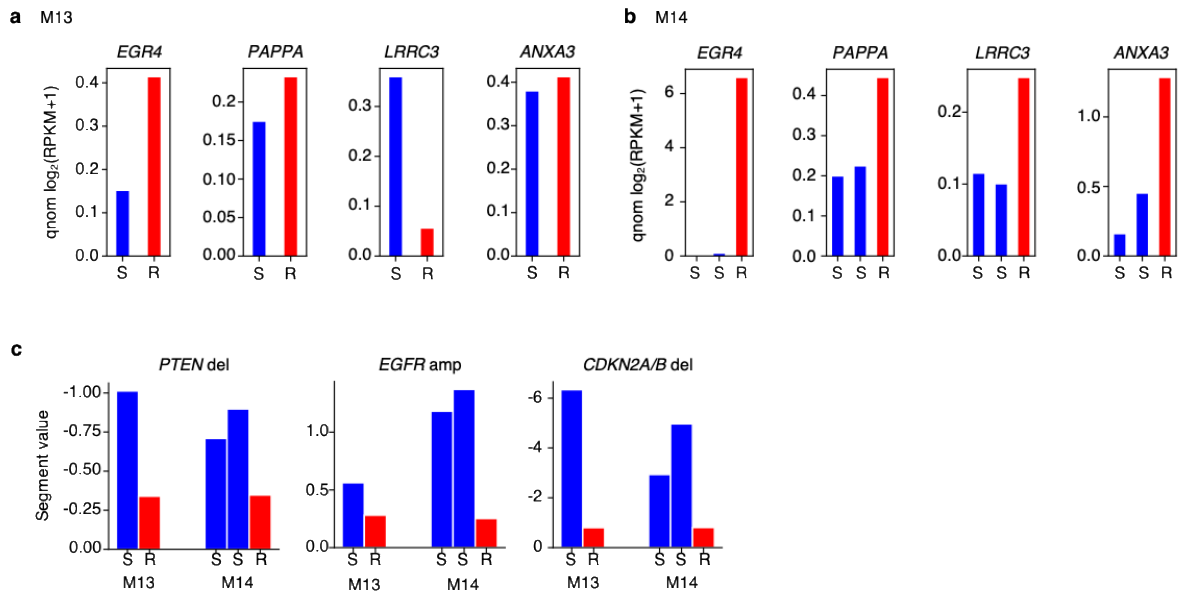 a M13
EGR4 PAPPA LRRC3 ANXA3
qnom log2(RPKM+1)
0.4
0.3
0.2
0.1
0.0
S R
0.2
0.15
0.10
0.05
0.00
S R
0.3
0.2
0.1
0.0
S R
0.4
0.3
0.3
0.1
0.0
S R
b M14
EGR4 PAPPA LRRC3 ANXA3
qnom log2(RPKM+1)
6
4
2
0
S S R
0.4
0.3
0.2
0.1
0.0
S S R
0.2
0.1
0.0
S S R
1.0
0.5
0.0
S S R
c
PTEN del EGFR amp CDKN2A/B del
Segment value
-1.00
-0.75
-0.50
-0.25
0.00
S R S S R
M13 M14
1.0
0.5
0.0
S R S S R
M13 M14
-6
-4
-2
0
S R S S R
M13 M14